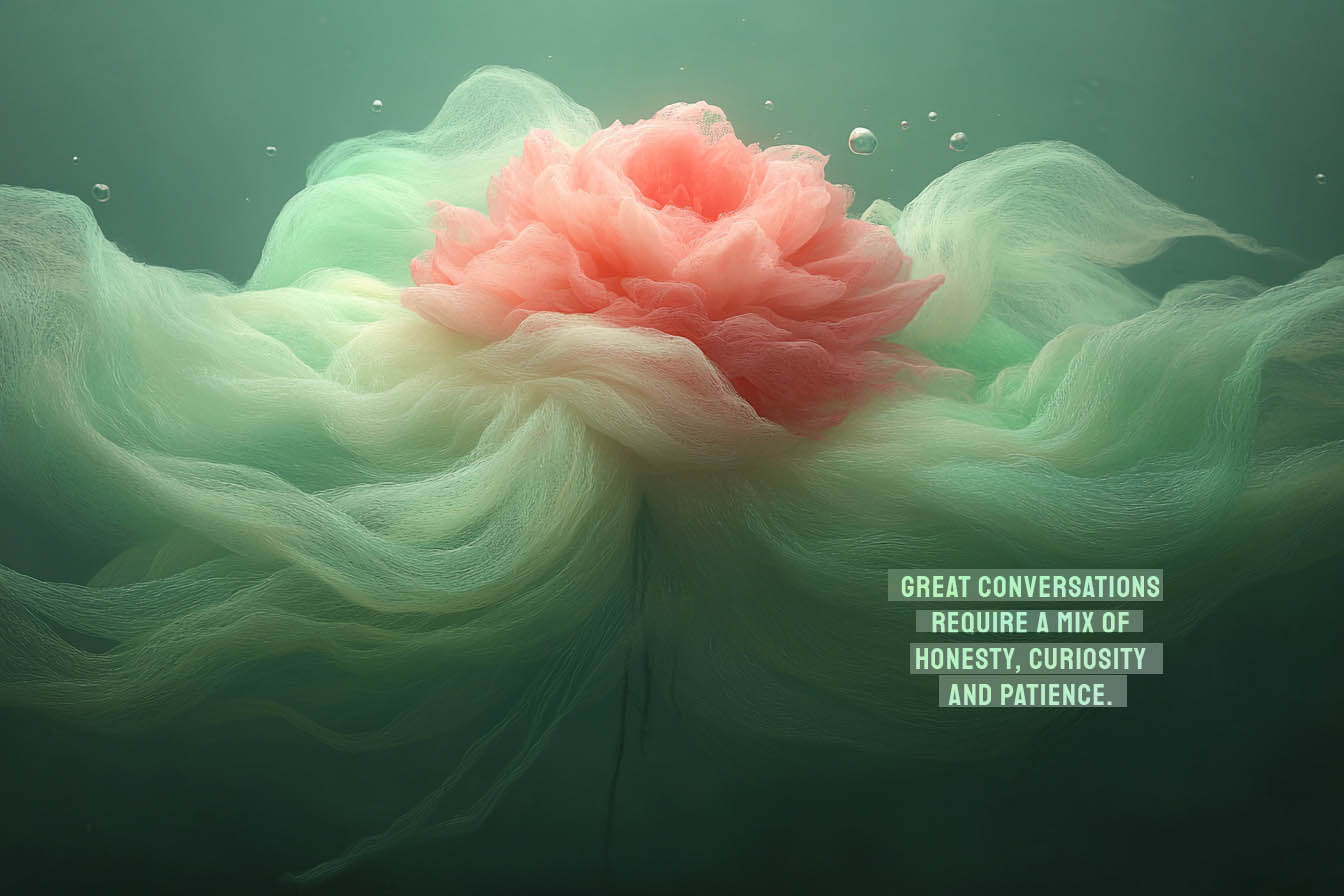 GREAT CONVERSATIONS
REQUIRE A MIX OF
HONESTY, CURIOSITY
AND PATIENCE.